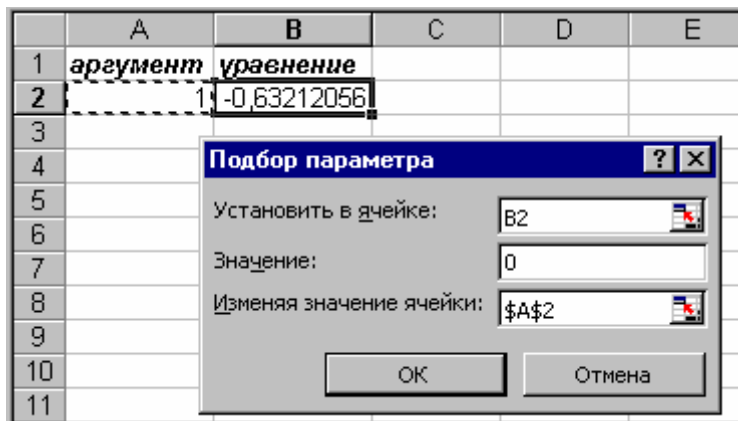 A B C D E
1 аргумент уравнение
2 1 -0,63212056
3
4 Подбор параметра ? ×
5 Установить в ячейке: B2
6
7 Значение: 0
8 Изменяя значение ячейки: $A$2
9
10 ОК Отмена
11